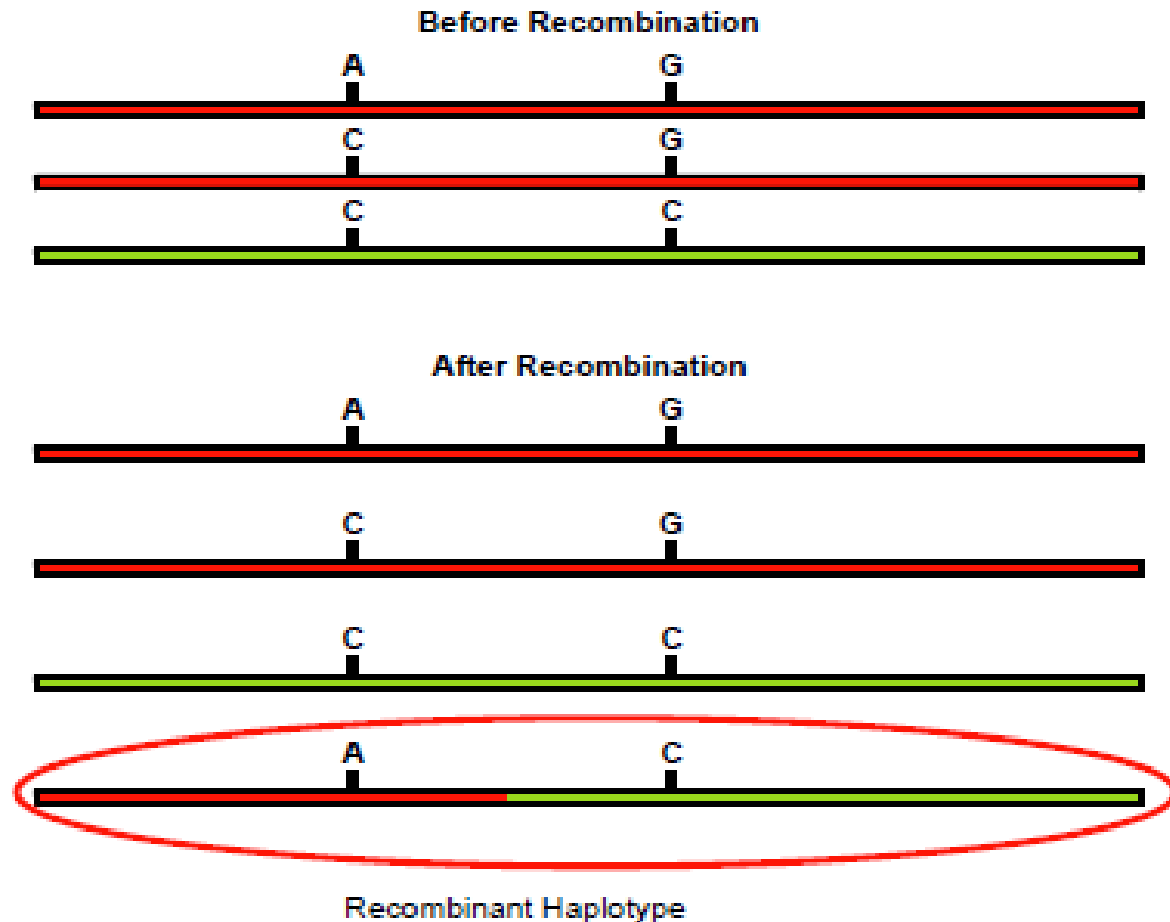 Before Recombination
A G
C G
C C
After Recombination
A G
C G
C C
A C
Recombinant Haplotype